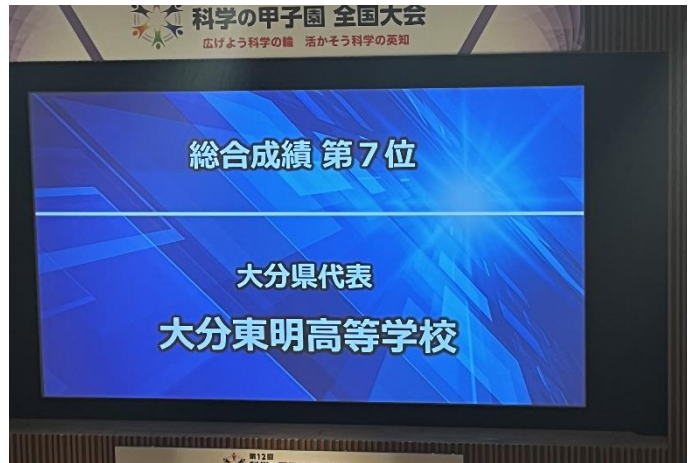 科学の甲子園 全国大会
広げよう科学の輪 活かそう科学の英知
総合成績 第7位
大分県代表
大分東明高等学校
第12回